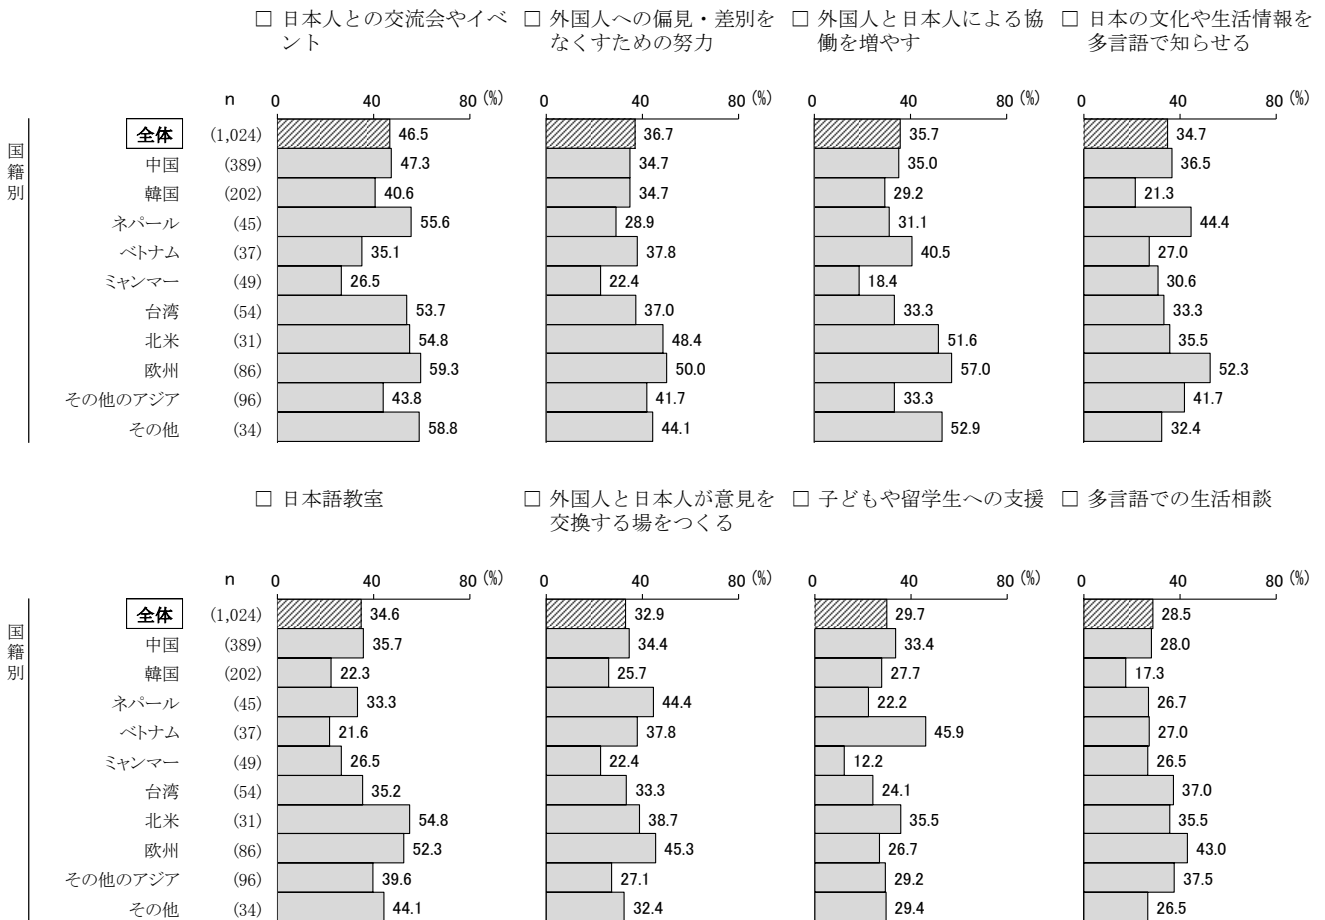 □ 日本人との交流会やイベント □ 外国人への偏見・差別をなくすための努力 □ 外国人と日本人による協働を増やす □ 日本の文化や生活情報を多言語で知らせる
n 0 40 80 (%) 0 40 80 (%) 0 40 80 (%) 0 40 80 (%)
国籍別
全体 (1,024) 46.5 36.7 35.7 34.7
中国 (389) 47.3 34.7 35.0 36.5
韓国 (202) 40.6 34.7 29.2 21.3
ネパール (45) 55.6 28.9 31.1 44.4
ベトナム (37) 35.1 37.8 40.5 27.0
ミャンマー (49) 26.5 22.4 18.4 30.6
台湾 (54) 53.7 37.0 33.3 33.3
北米 (31) 54.8 48.4 51.6 35.5
欧州 (86) 59.3 50.0 57.0 52.3
その他のアジア (96) 43.8 41.7 33.3 41.7
その他 (34) 58.8 44.1 52.9 32.4
□ 日本語教室 □ 外国人と日本人が意見を交換する場をつくる □ 子どもや留学生への支援 □ 多言語での生活相談
n 0 40 80 (%) 0 40 80 (%) 0 40 80 (%) 0 40 80 (%)
国籍別
全体 (1,024) 34.6 32.9 29.7 28.5
中国 (389) 35.7 34.4 33.4 28.0
韓国 (202) 22.3 25.7 27.7 17.3
ネパール (45) 33.3 44.4 22.2 26.7
ベトナム (37) 21.6 37.8 45.9 27.0
ミャンマー (49) 26.5 22.4 12.2 26.5
台湾 (54) 35.2 33.3 24.1 37.0
北米 (31) 54.8 38.7 35.5 35.5
欧州 (86) 52.3 45.3 26.7 43.0
その他のアジア (96) 39.6 27.1 29.2 37.5
その他 (34) 44.1 32.4 29.4 26.5